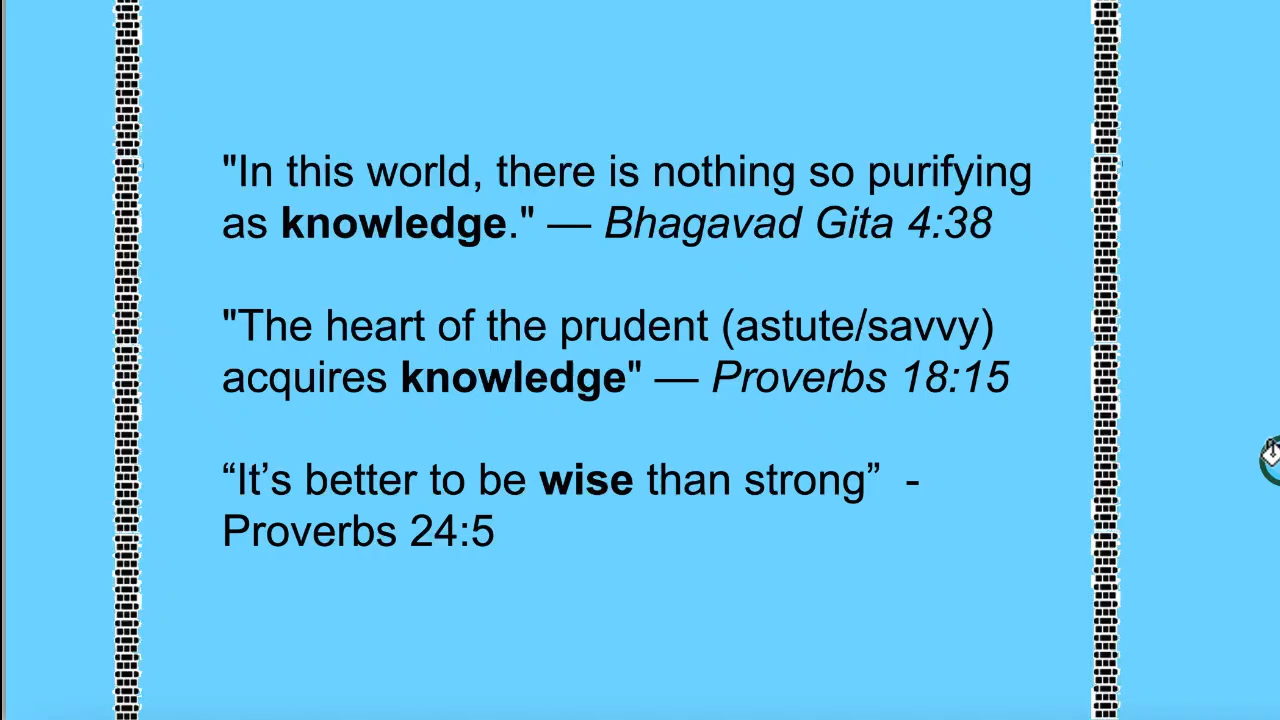 "In this world, there is nothing so purifying
as knowledge." — Bhagavad Gita 4:38
"The heart of the prudent (astute/savvy)
acquires knowledge" — Proverbs 18:15
“It’s better to be wise than strong”  -
Proverbs 24:5